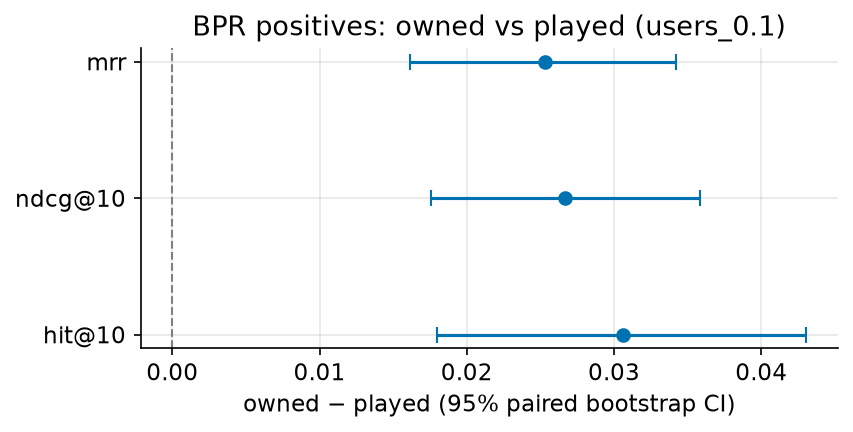 BPR positives: owned vs played (users_0.1)
mrr
ndcg@10
hit@10
0.00 0.01 0.02 0.03 0.04
owned − played (95% paired bootstrap CI)